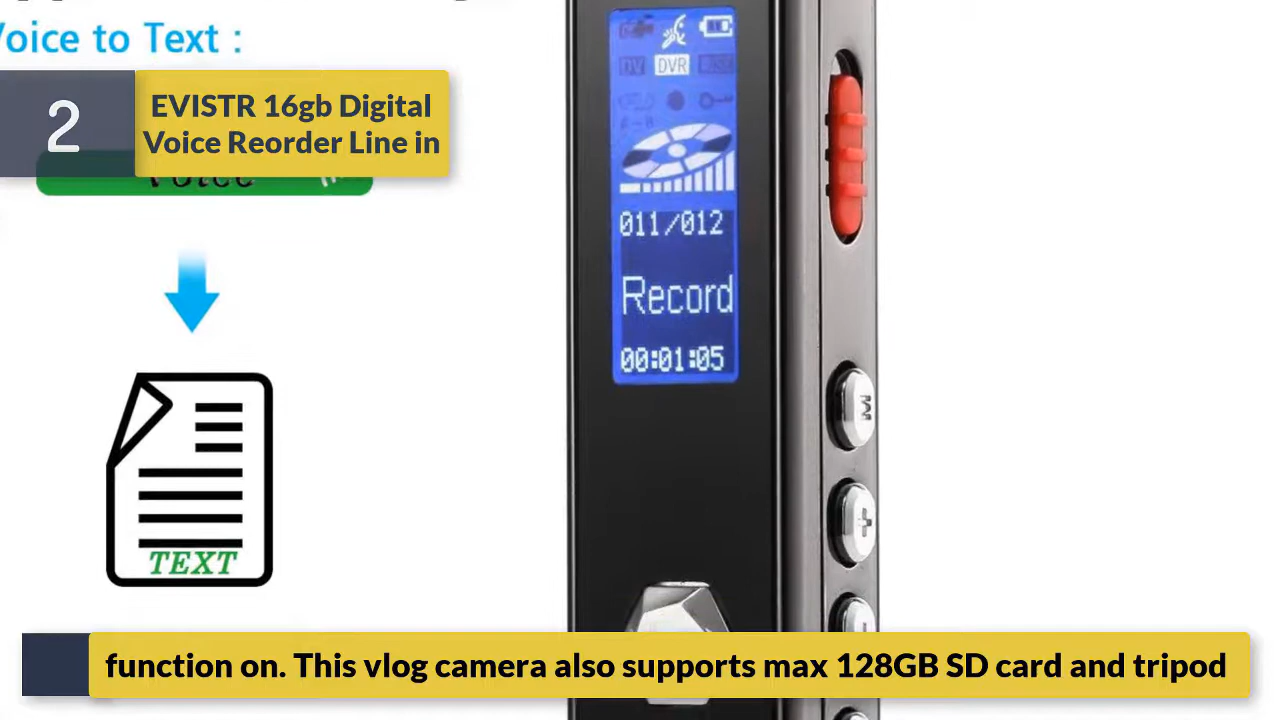 Voice to Text :
2
EVISTR 16gb Digital
Voice Reorder Line in
Voice
DVR
011/012
Record
00:01:05
M
+
TEXT
function on. This vlog camera also supports max 128GB SD card and tripod